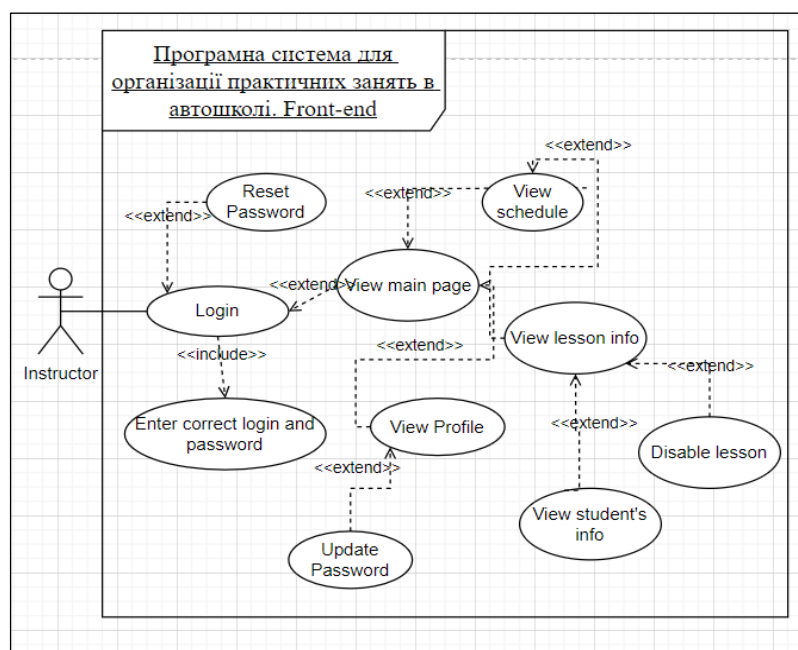 Програмна система для
організації практичних занять в
автошколі. Front-end
<<extend>>
Reset
Password
<<extend>>
<<extend>>
View
schedule
<<extend>>
View main page
Login
<<include>>
<<extend>>
View lesson info
Instructor
<<extend>>
Enter correct login and
password
View Profile
<<extend>>
Disable lesson
<<extend>>
View student's
info
Update
Password